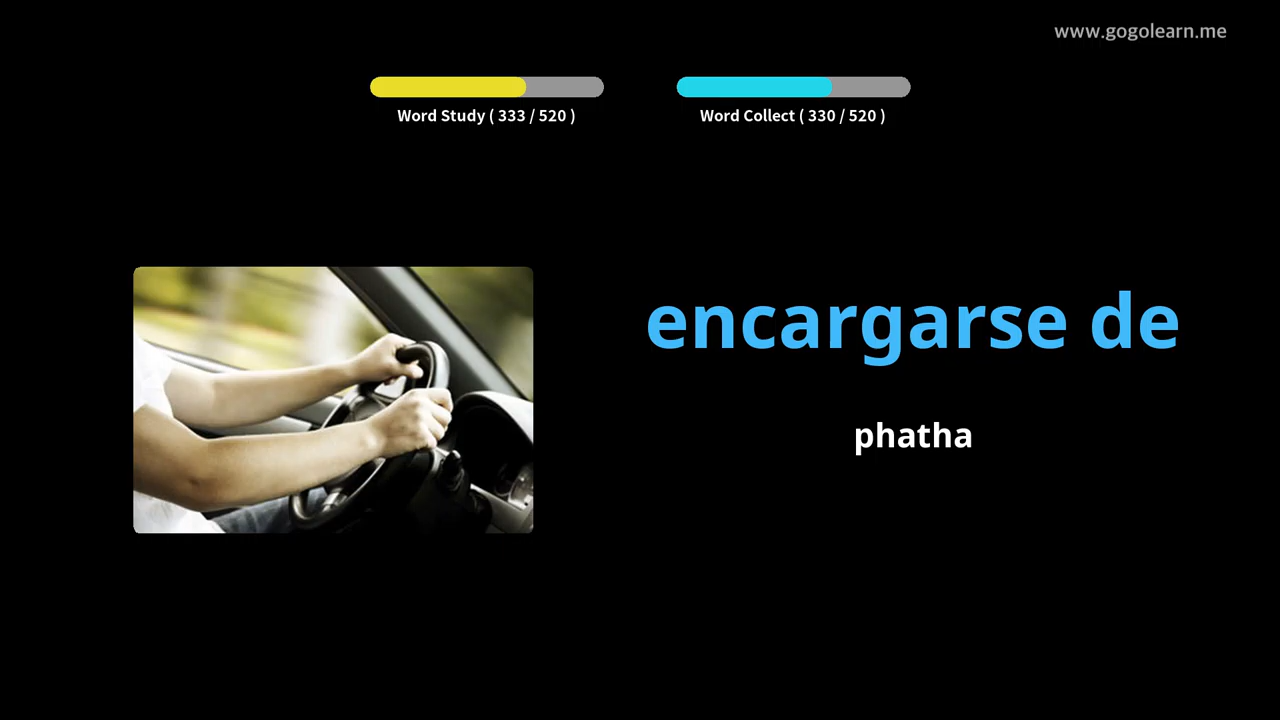 www.gogolearn.me
Word Study ( 333 / 520 )
Word Collect ( 330 / 520 )
encargarse de
phatha